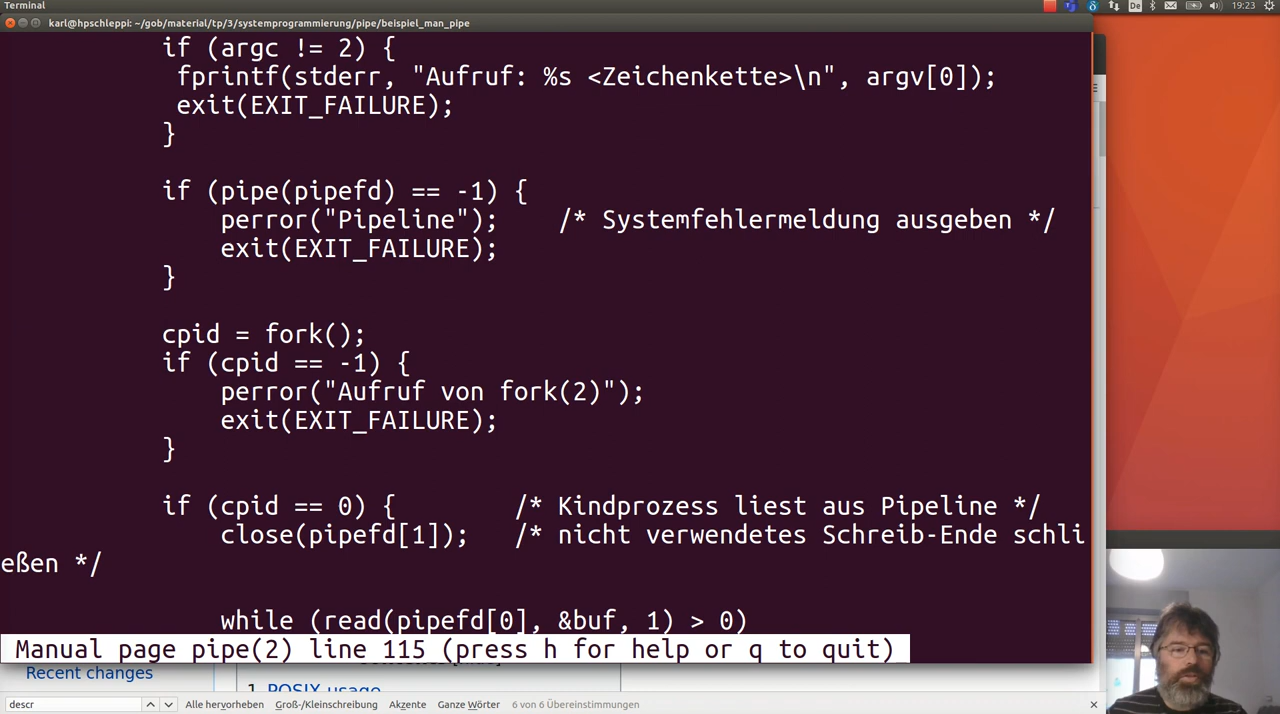 Terminal
De
19:23
karl@hpschleppi: ~/gob/material/tp/3/systemprogrammierung/pipe/beispiel_man_pipe
if (argc != 2) {
fprintf(stderr, "Aufruf: %s <Zeichenkette>\n", argv[0]);
exit(EXIT_FAILURE);
}
if (pipe(pipefd) == -1) {
perror("Pipeline"); /* Systemfehlermeldung ausgeben */
exit(EXIT_FAILURE);
}
cpid = fork();
if (cpid == -1) {
perror("Aufruf von fork(2)");
exit(EXIT_FAILURE);
}
if (cpid == 0) { /* Kindprozess liest aus Pipeline */
close(pipefd[1]); /* nicht verwendetes Schreib-Ende schli
eßen */
while (read(pipefd[0], &buf, 1) > 0)
Manual page pipe(2) line 115 (press h for help or q to quit)
Recent changes
1 POSIX usage
descr
Alle hervorheben Groß-/Kleinschreibung Akzente Ganze Wörter 6 von 6 Übereinstimmungen